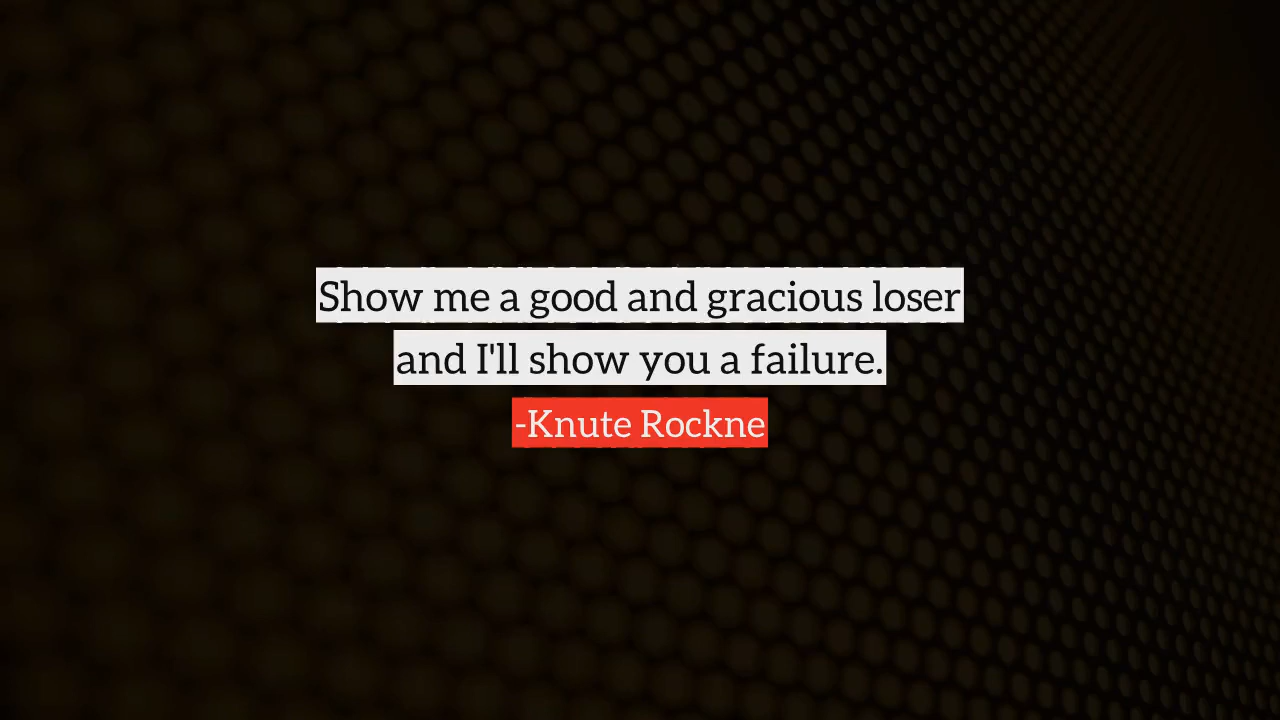 Show me a good and gracious loser
and I'll show you a failure.
-Knute Rockne